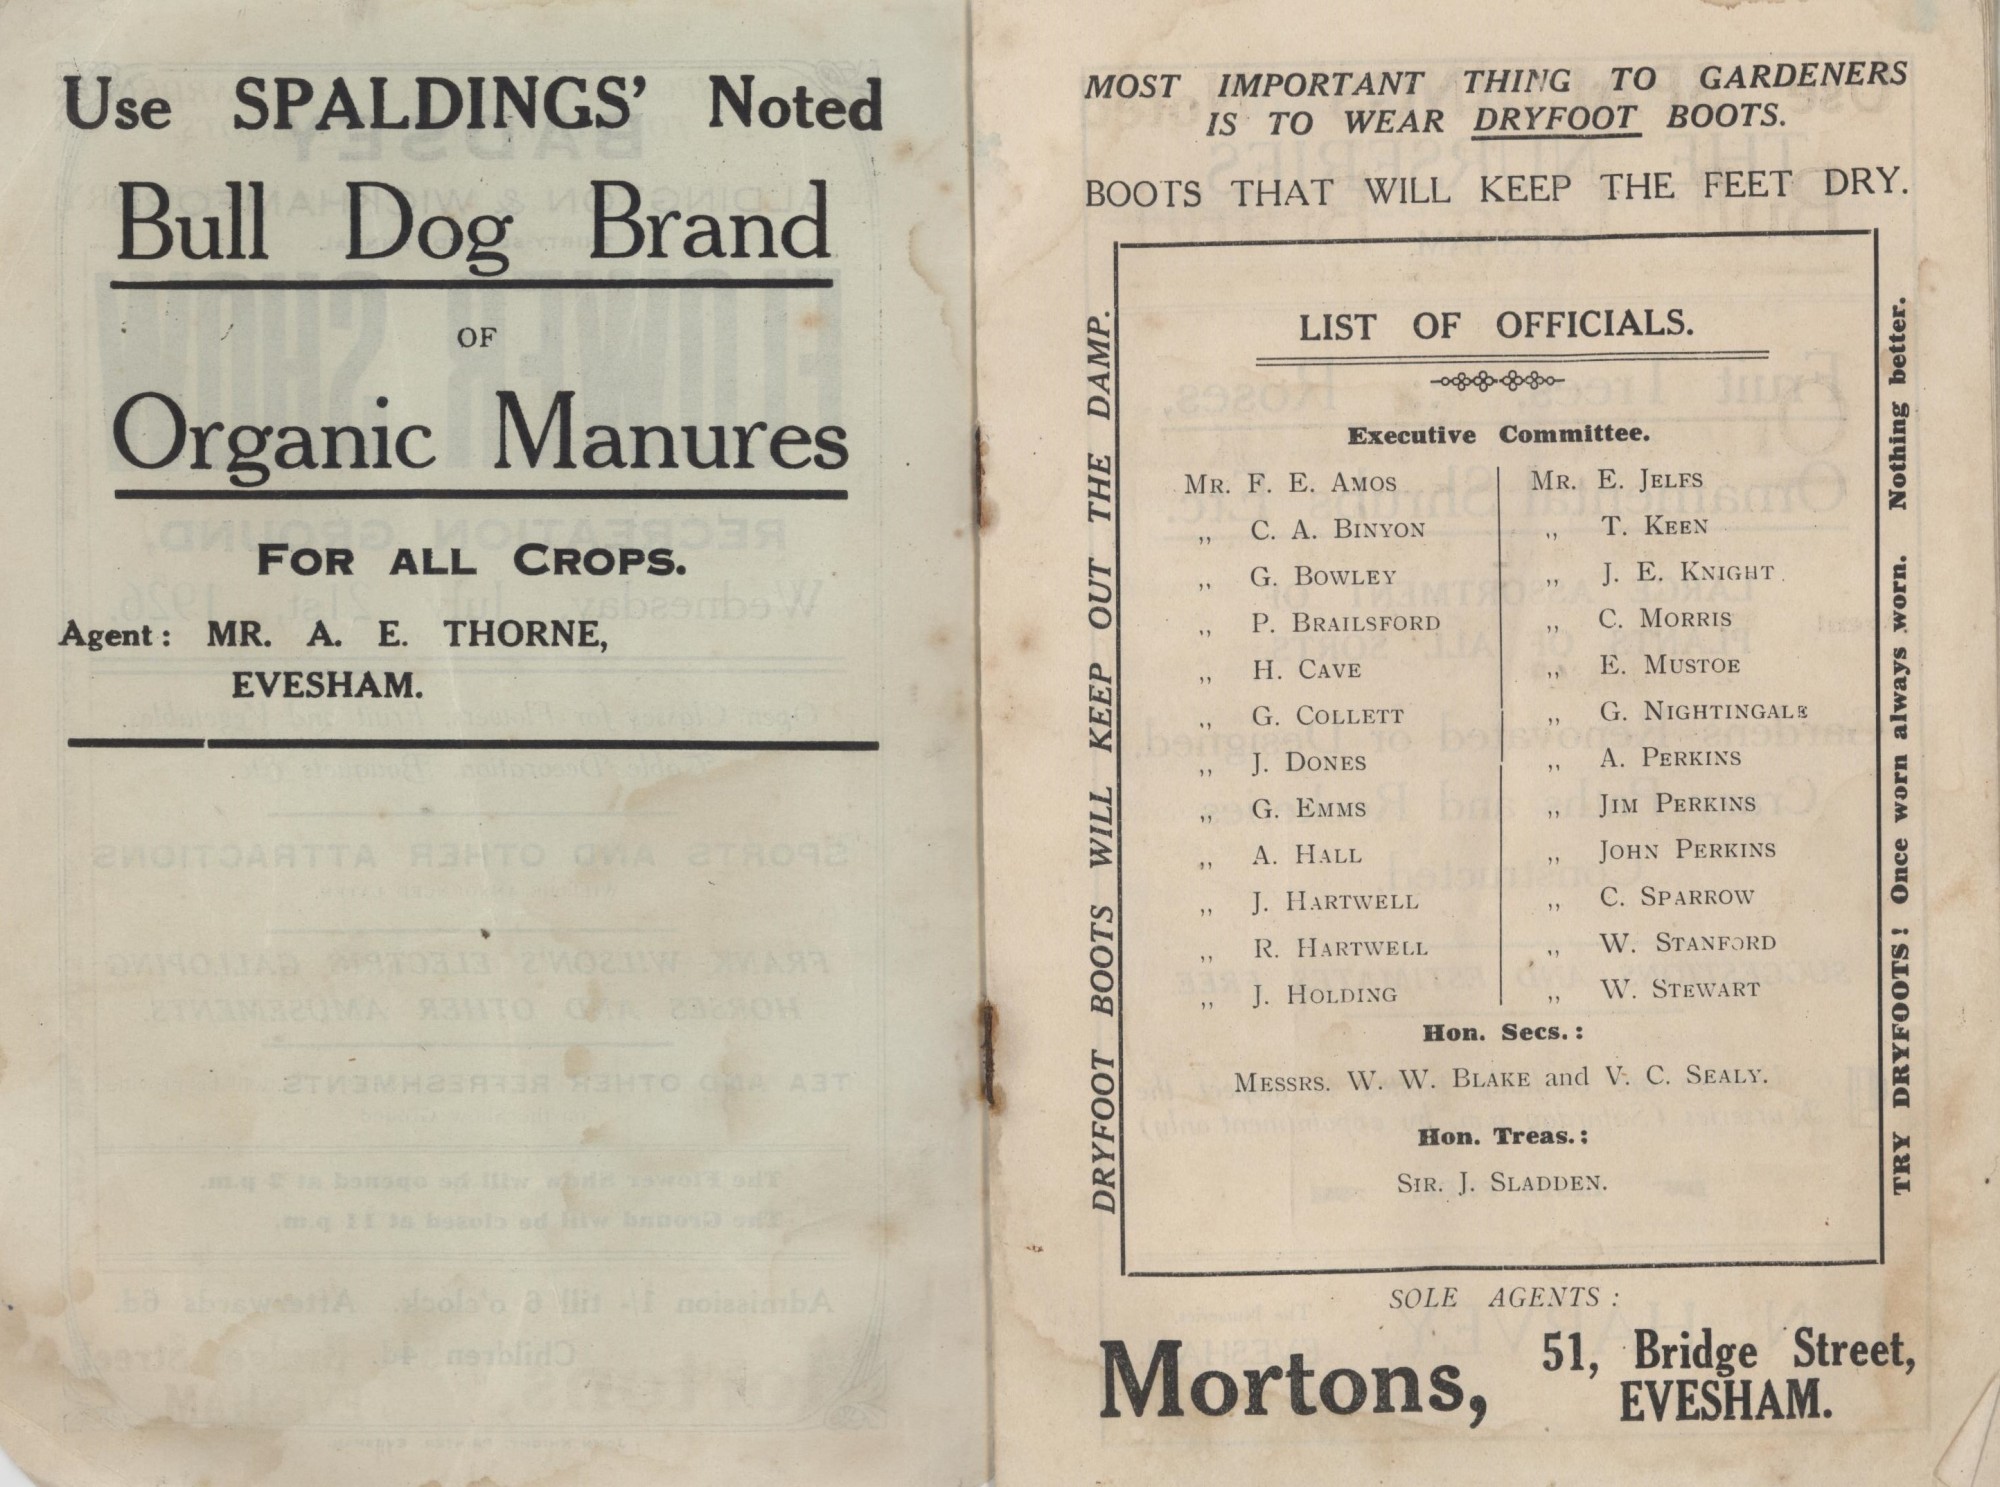 Use SPALDINGS' Noted
Bull Dog Brand
OF
Organic Manures
FOR ALL CROPS.
Agent: MR. A. E. THORNE,
EVESHAM.
MOST IMPORTANT THING TO GARDENERS
IS TO WEAR DRYFOOT BOOTS.
BOOTS THAT WILL KEEP THE FEET DRY.
DRYFOOT BOOTS WILL KEEP OUT THE DAMP.
LIST OF OFFICIALS.
Executive Committee.
MR. F. E. AMOS
„ C. A. BINYON
„ G. BOWLEY
„ P. BRAILSFORD
„ H. CAVE
„ G. COLLETT
„ J. DONES
„ G. EMMS
„ A. HALL
„ J. HARTWELL
„ R. HARTWELL
„ J. HOLDING
MR. E. JELFS
„ T. KEEN
„ J. E. KNIGHT
„ C. MORRIS
„ E. MUSTOE
„ G. NIGHTINGALE
„ A. PERKINS
„ JIM PERKINS
„ JOHN PERKINS
„ C. SPARROW
„ W. STANFORD
„ W. STEWART
Hon. Secs.:
MESSRS. W. W. BLAKE and V. C. SEALY.
Hon. Treas.:
SIR. J. SLADDEN.
TRY DRYFOOTS! Once worn always worn. Nothing better.
SOLE AGENTS:
Mortons, 51, Bridge Street,
EVESHAM.